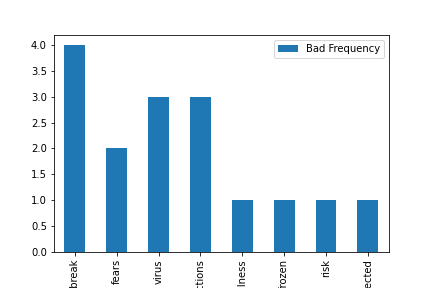 Bad Frequency
4.0
3.5
3.0
2.5
2.0
1.5
1.0
0.5
0.0
break
fears
virus
ctions
lness
rozen
risk
ected